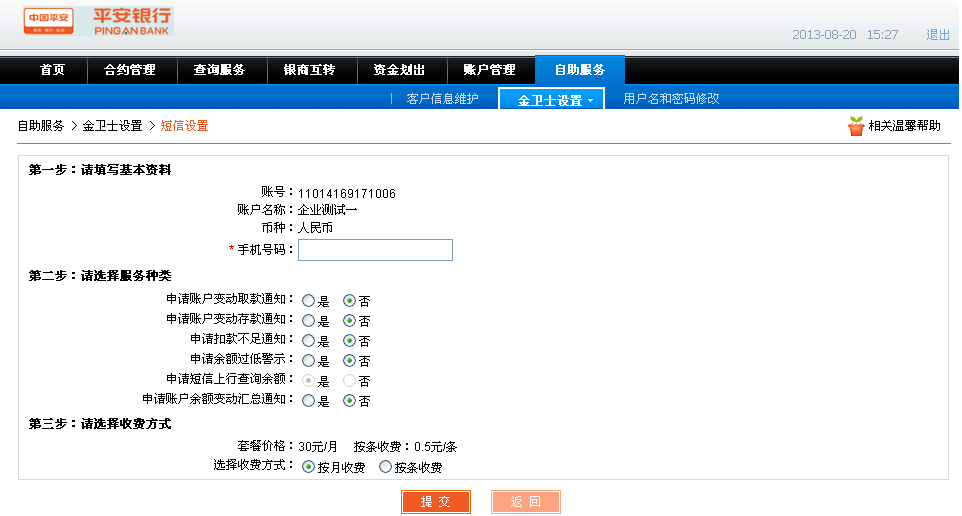 中国平安 平安银行
PINGAN BANK
2013-08-20 15:27 退出
首页 合约管理 查询服务 银商互转 资金划出 账户管理 自助服务
| 客户信息维护 金卫士设置 用户名和密码修改
自助服务 > 金卫士设置 > 短信设置 相关温馨帮助
第一步：请填写基本资料
账号：11014169171006
账户名称：企业测试一
币种：人民币
* 手机号码：
第二步：请选择服务种类
申请账户变动取款通知： 是 否
申请账户变动存款通知： 是 否
申请扣款不足通知： 是 否
申请余额过低警示： 是 否
申请短信上行查询余额： 是 否
申请账户余额变动汇总通知： 是 否
第三步：请选择收费方式
套餐价格：30元/月 按条收费：0.5元/条
选择收费方式： 按月收费 按条收费
提 交 返 回